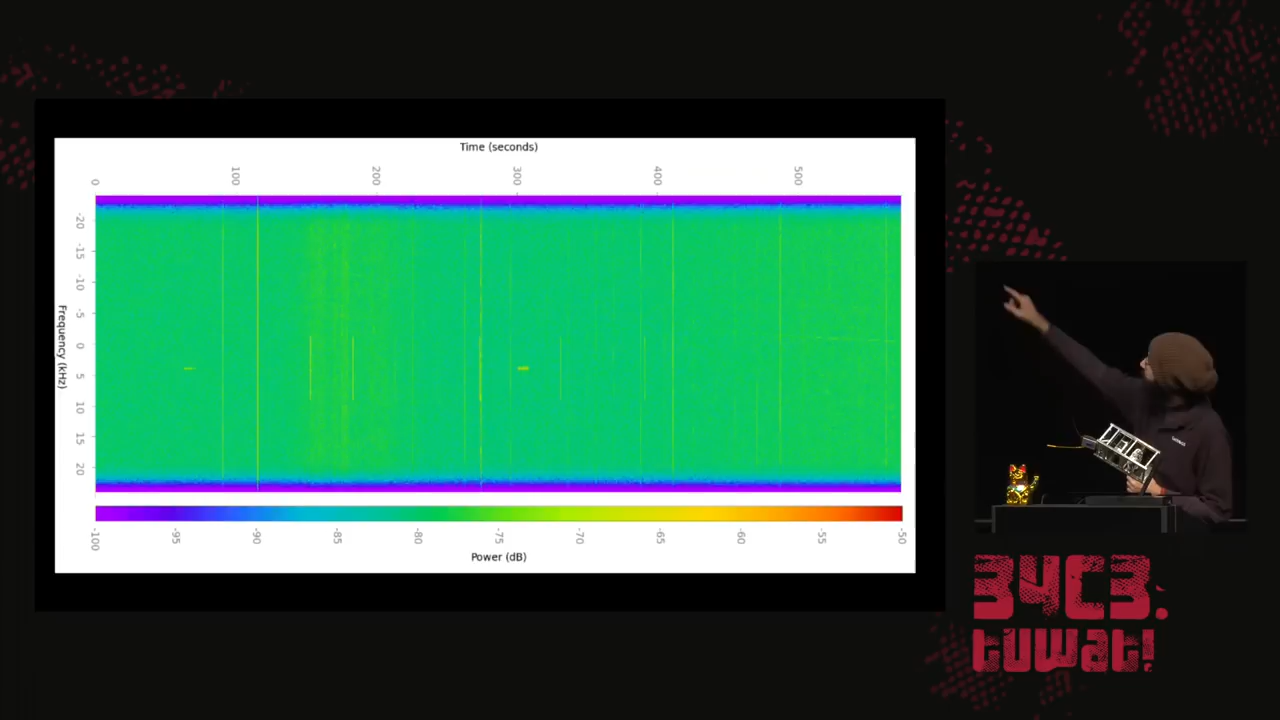 Time (seconds)
0 100 200 300 400 500
-20
-15
-10
-5
0
5
10
15
20
Frequency (kHz)
-100 -95 -90 -85 -80 -75 -70 -65 -60 -55 -50
Power (dB)
34C3.
tuwat!